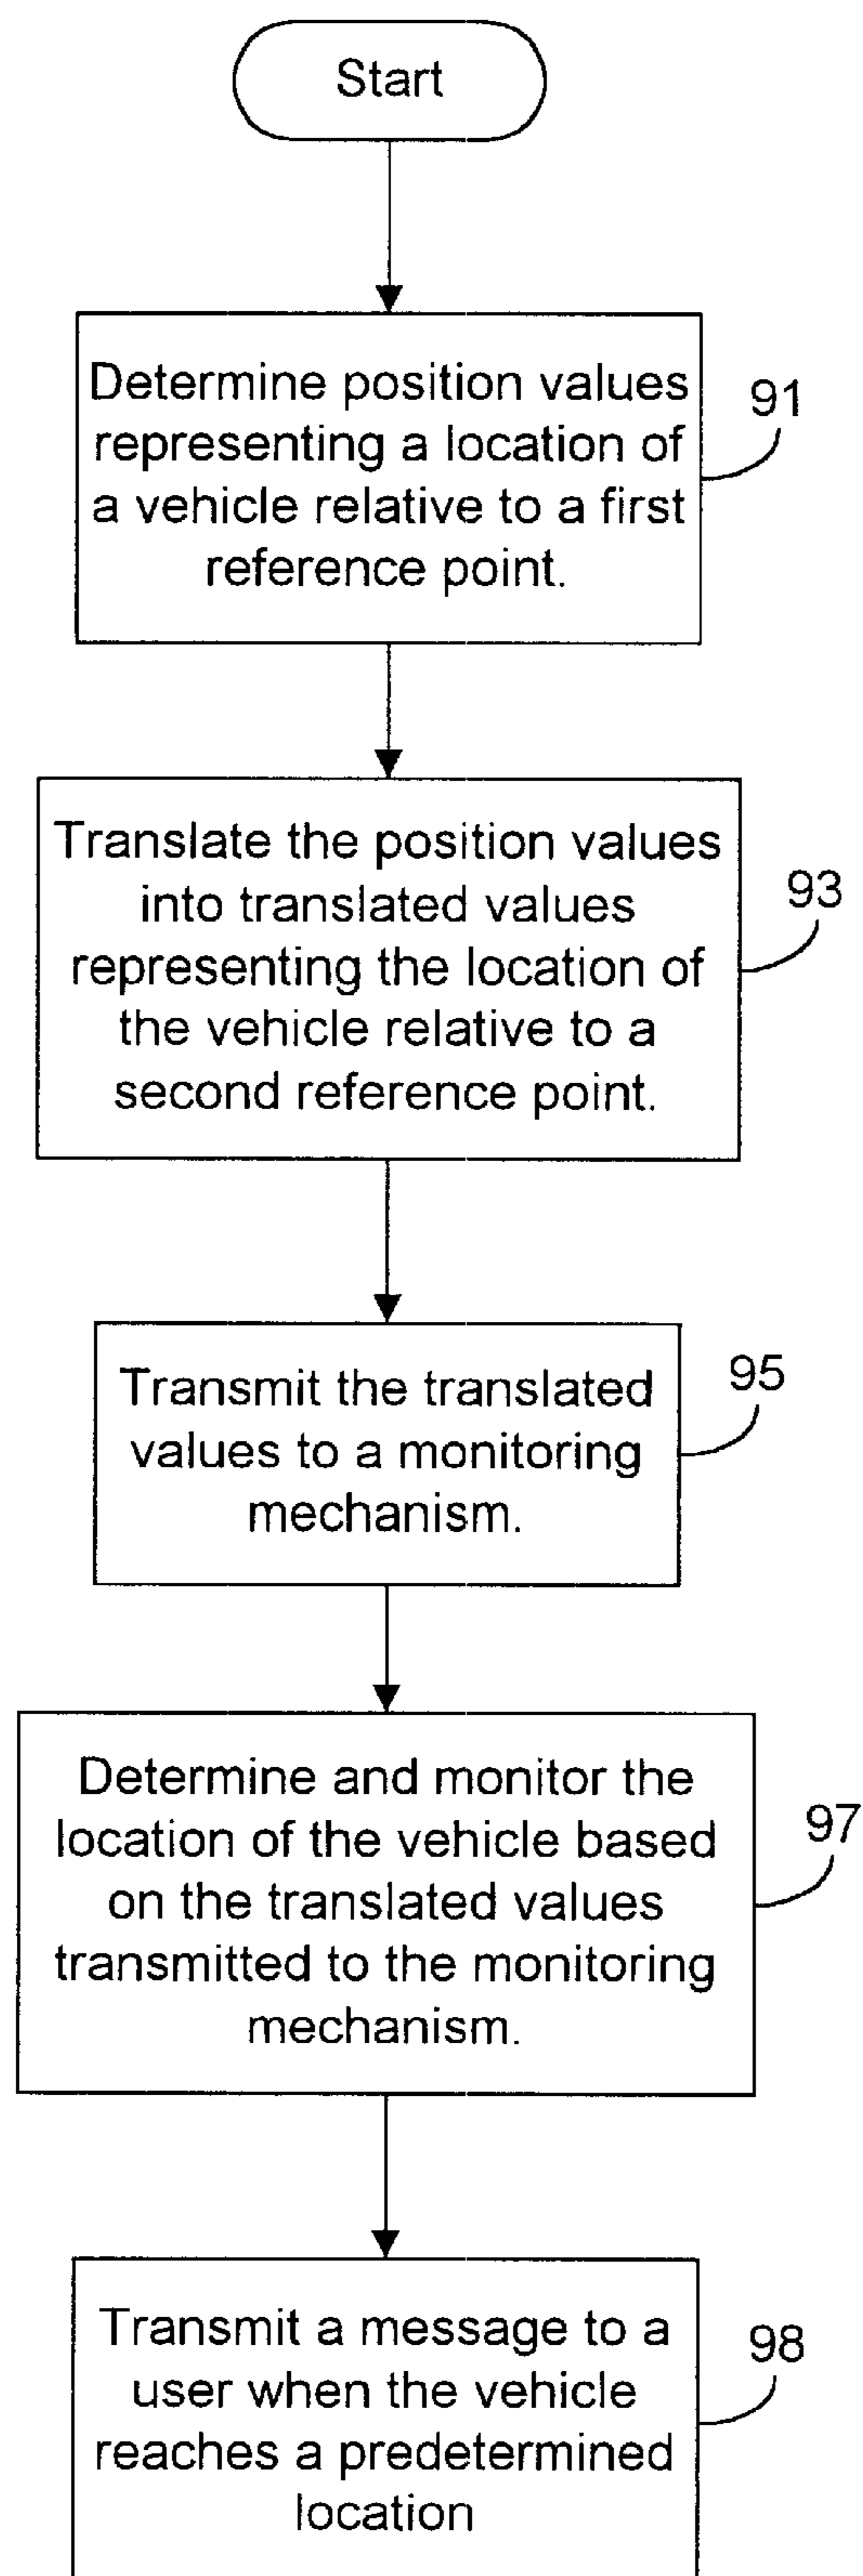 Start
Determine position values
representing a location of
a vehicle relative to a first
reference point.
91
Translate the position values
into translated values
representing the location of
the vehicle relative to a
second reference point.
93
Transmit the translated
values to a monitoring
mechanism.
95
Determine and monitor the
location of the vehicle based
on the translated values
transmitted to the monitoring
mechanism.
97
Transmit a message to a
user when the vehicle
reaches a predetermined
location
98